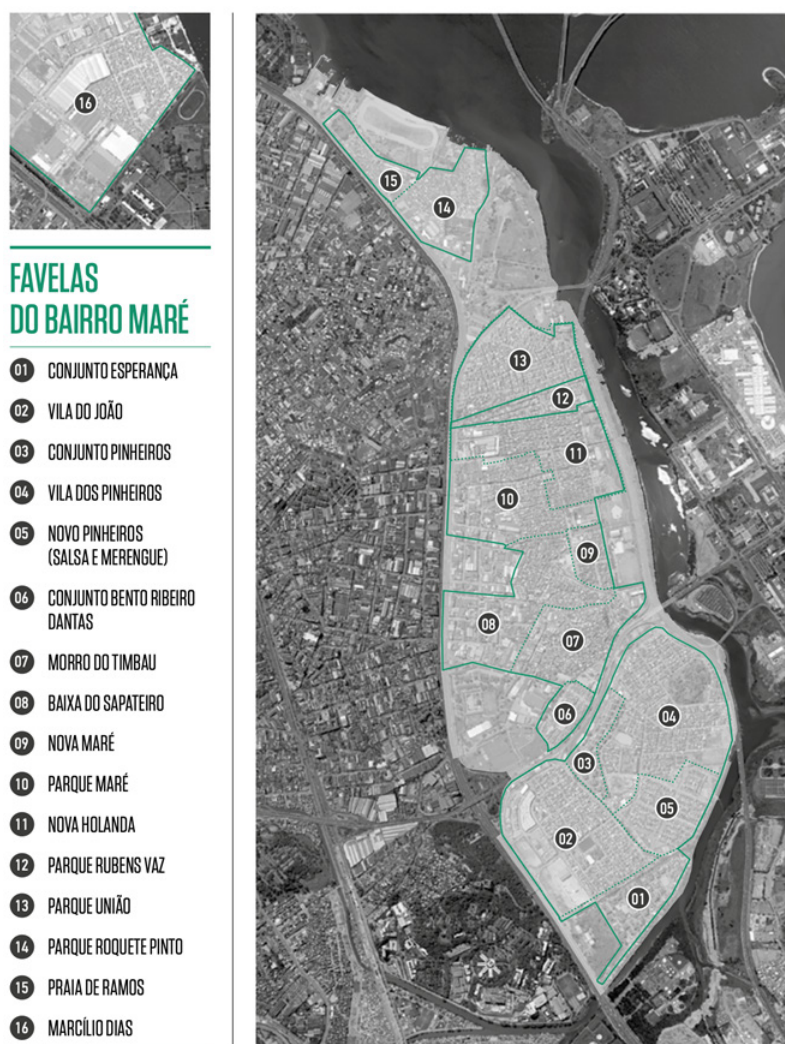 16
FAVELAS
DO BAIRRO MARÉ
01 CONJUNTO ESPERANÇA
02 VILA DO JOÃO
03 CONJUNTO PINHEIROS
04 VILA DOS PINHEIROS
05 NOVO PINHEIROS
(SALSA E MERENGUE)
06 CONJUNTO BENTO RIBEIRO
DANTAS
07 MORRO DO TIMBAU
08 BAIXA DO SAPATEIRO
09 NOVA MARÉ
10 PARQUE MARÉ
11 NOVA HOLANDA
12 PARQUE RUBENS VAZ
13 PARQUE UNIÃO
14 PARQUE ROQUETE PINTO
15 PRAIA DE RAMOS
16 MARCÍLIO DIAS
15
14
13
12
11
10
09
08
07
06
04
03
05
02
01